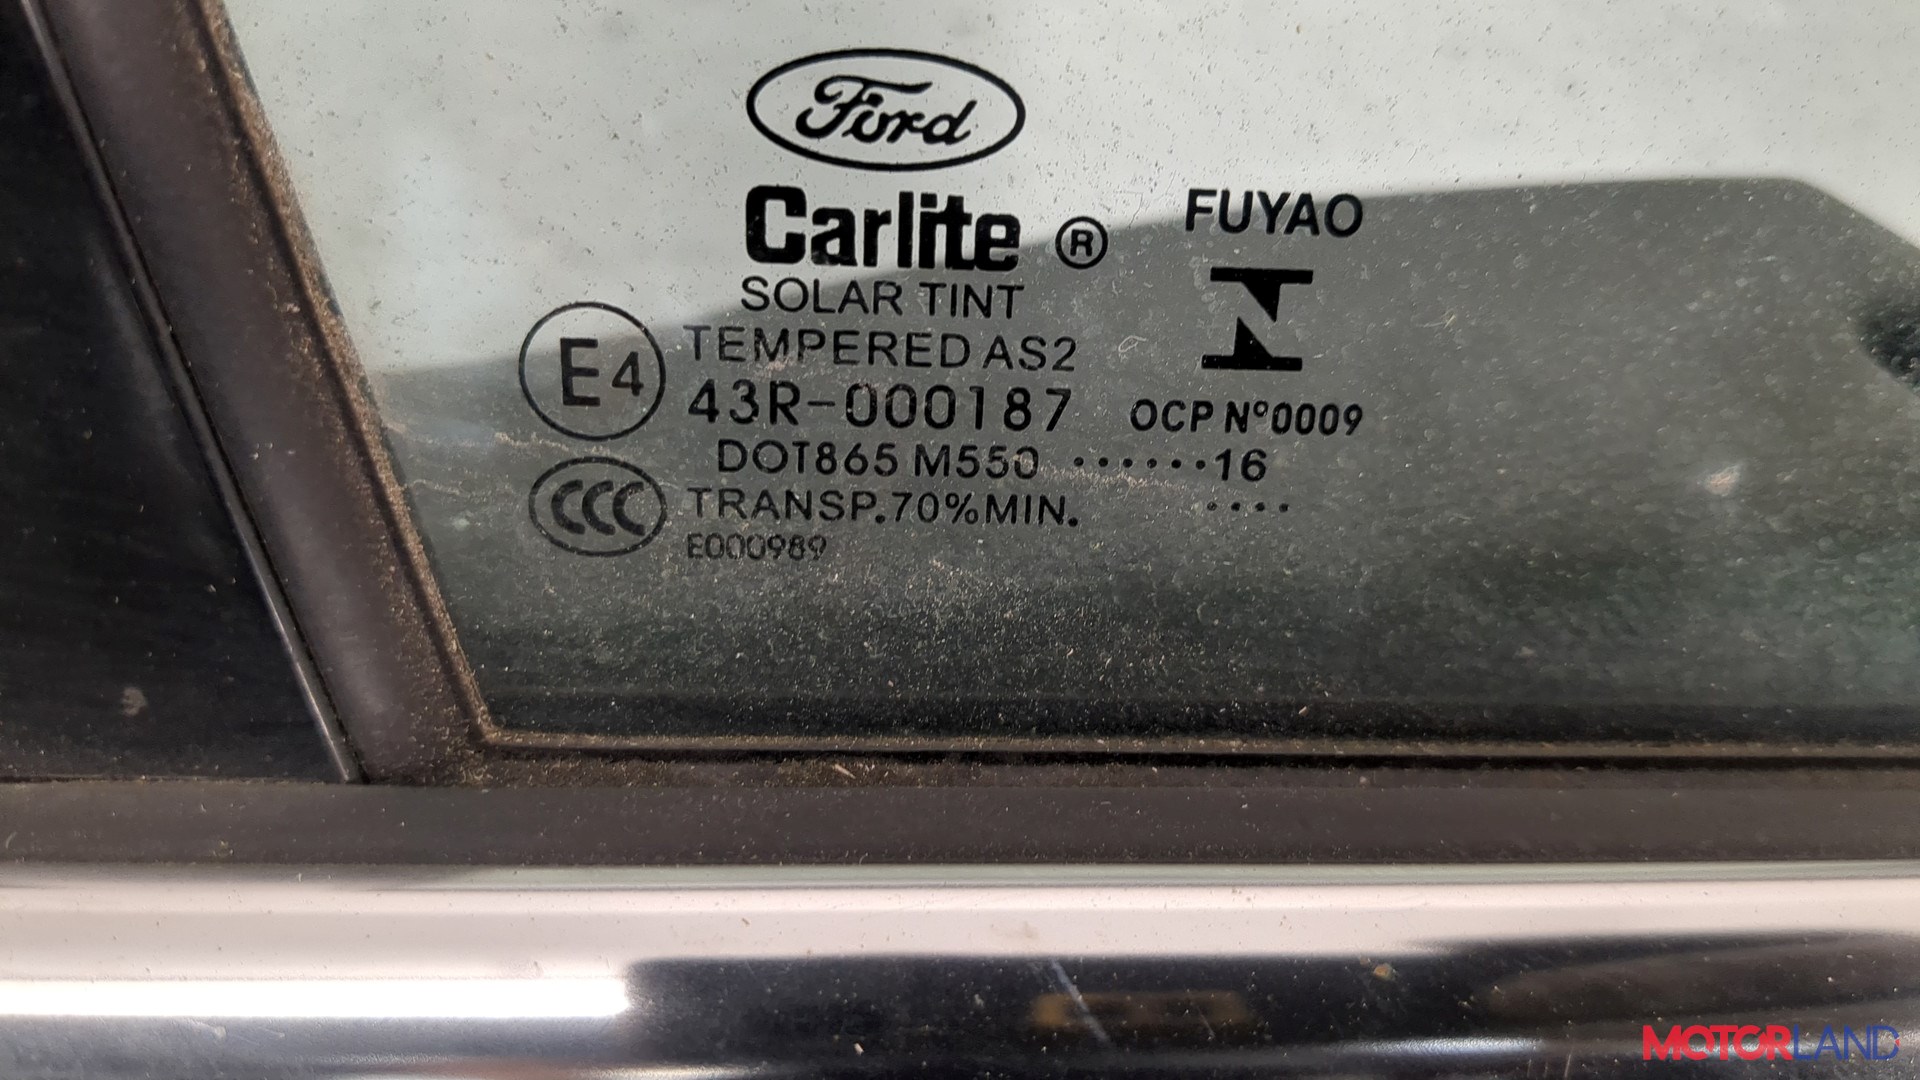 Ford
Carlite ®
FUYAO
SOLAR TINT
TEMPERED AS2
E4
43R-000187
OCP Nº0009
DOT865 M550 ······16
CCC
TRANSP.70%MIN.
····
E000989
MOTORLAND